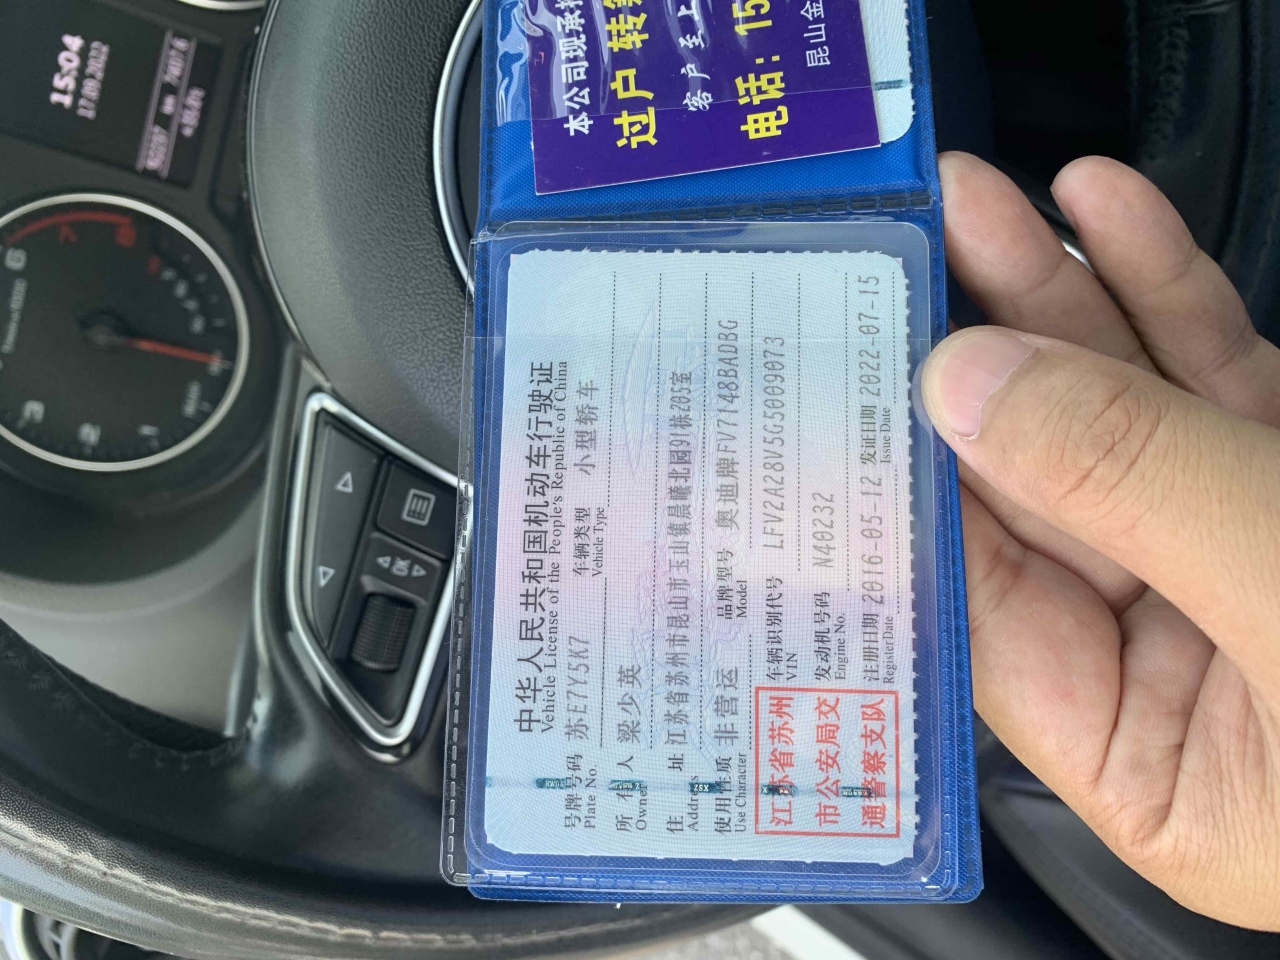 15:04
17.09.2022
本公司现承接
过户 转
客户至上
电话: 15
昆山金
中华人民共和国机动车行驶证
Vehicle License of the People's Republic of China
号牌号码 苏E7Y5K7 车辆类型 小型轿车
Plate No. Vehicle Type
所有人 梁少英
Owner
住址 江苏省苏州市昆山市玉山镇晨曦北园91栋205室
Address
使用性质 非营运 品牌型号 奥迪牌FV7148BADBG
Use Character Model
车辆识别代号 LFV2A28V5G5009073
VIN
江苏省苏州
市公安局交
通警察支队
发动机号码 N40232
Engine No.
注册日期 2016-05-12 发证日期 2022-07-15
Register Date Issue Date
OK
1
2
3
6
7